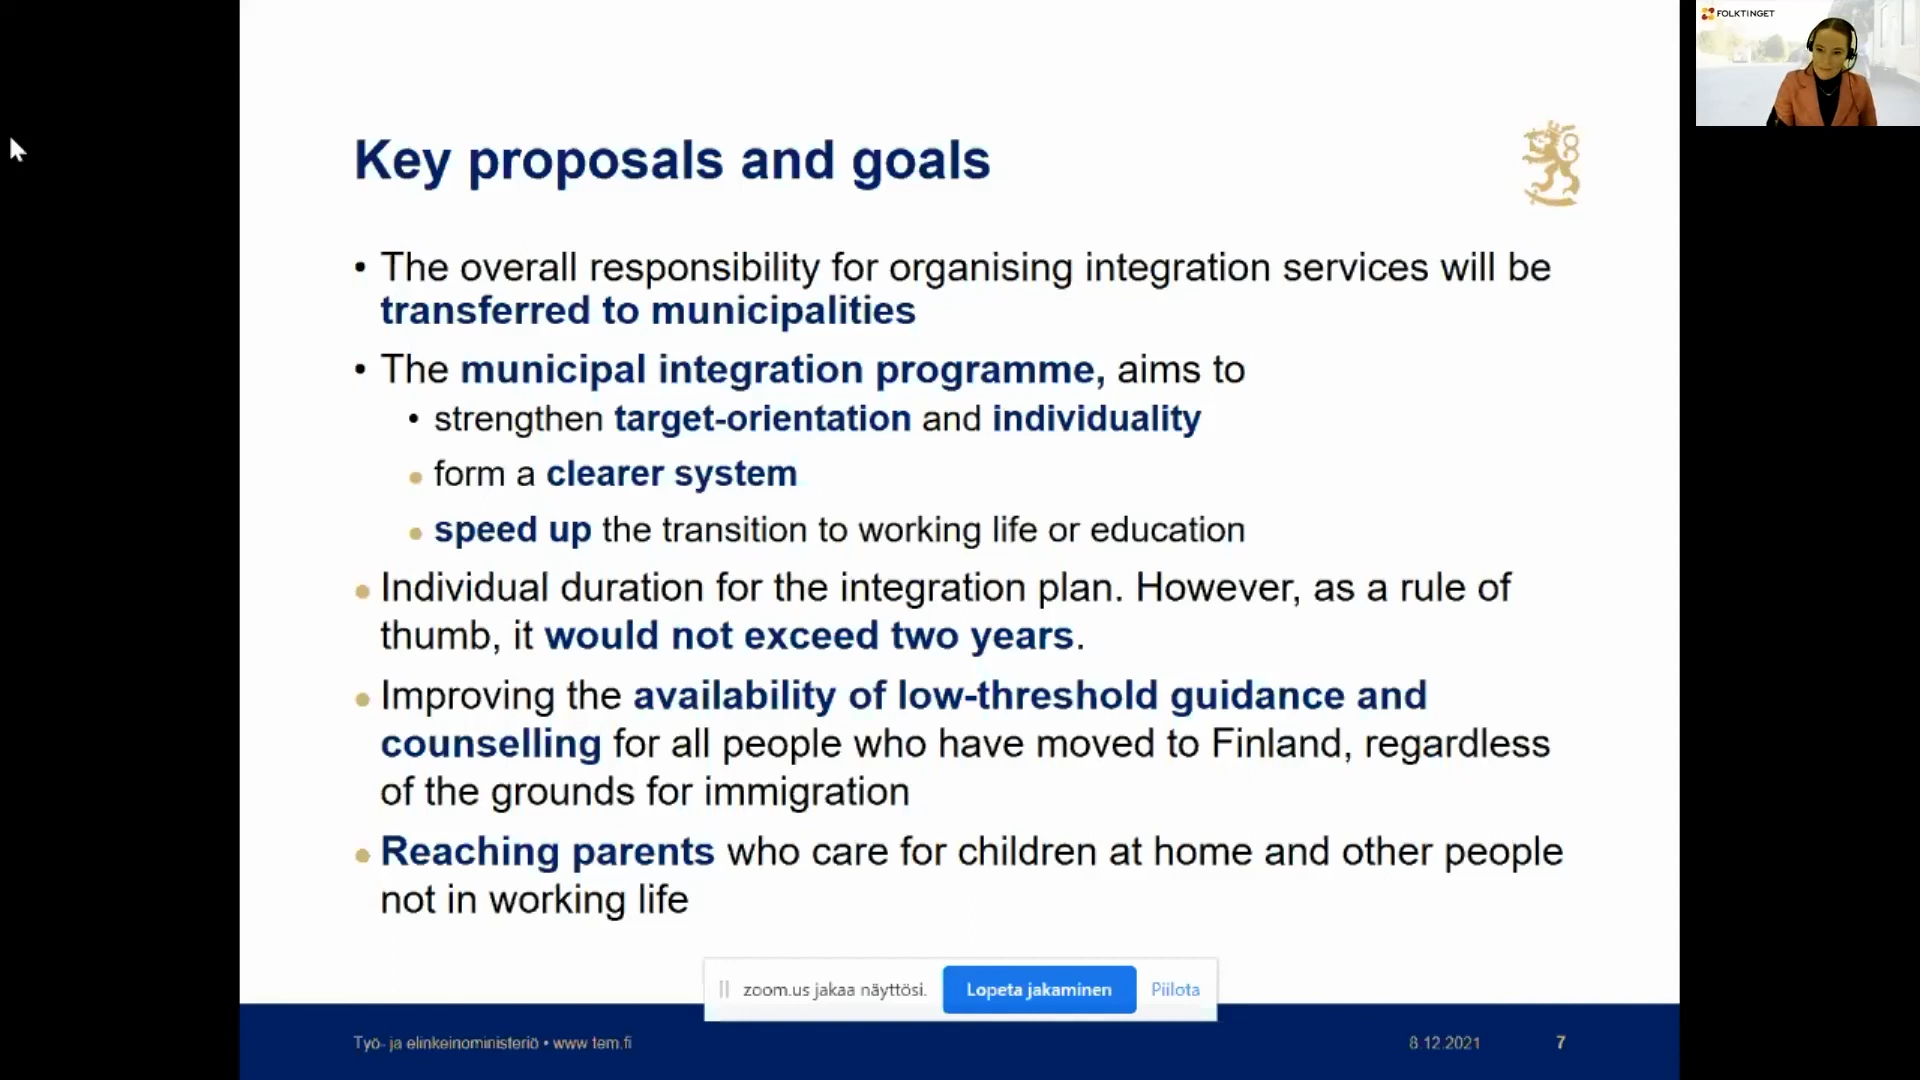 FOLKTINGET
Key proposals and goals
• The overall responsibility for organising integration services will be
transferred to municipalities
• The municipal integration programme, aims to
• strengthen target-orientation and individuality
• form a clearer system
• speed up the transition to working life or education
• Individual duration for the integration plan. However, as a rule of
thumb, it would not exceed two years.
• Improving the availability of low-threshold guidance and
counselling for all people who have moved to Finland, regardless
of the grounds for immigration
• Reaching parents who care for children at home and other people
not in working life
zoom.us jakaa näyttösi. Lopeta jakaminen Piilota
Työ- ja elinkeinoministeriö • www tem.fi 8.12.2021 7